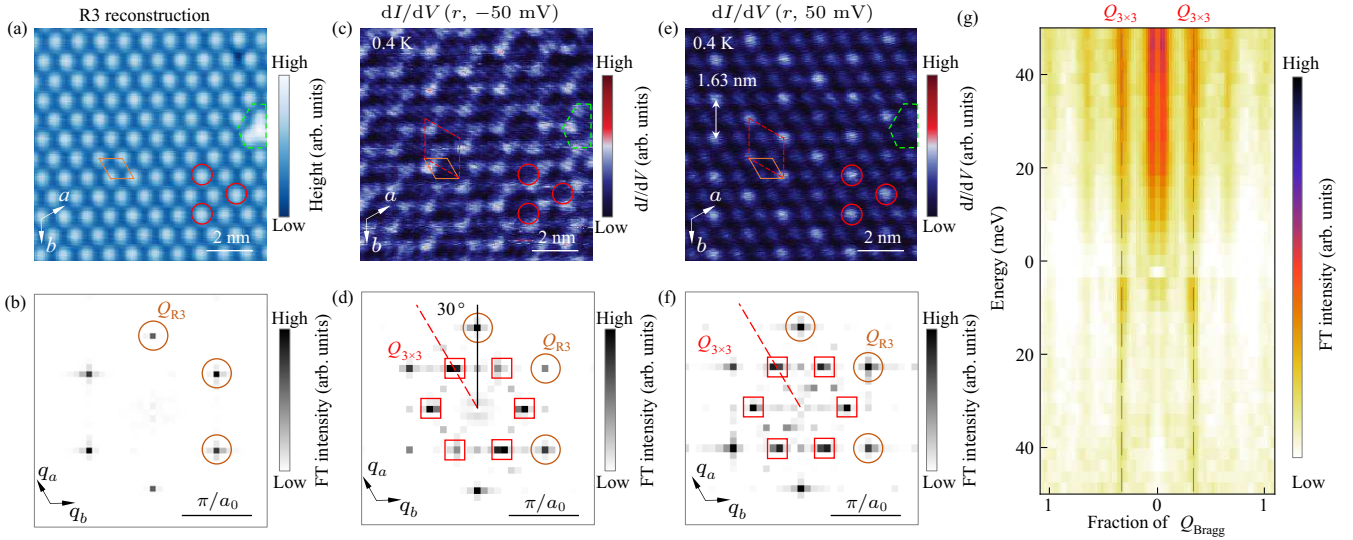 R3 reconstruction
(a)
High
Height (arb. units)
Low
a
b
2 nm
dI/dV (r, −50 mV)
(c)
0.4 K
High
dI/dV (arb. units)
Low
a
b
2 nm
dI/dV (r, 50 mV)
(e)
0.4 K
1.63 nm
High
dI/dV (arb. units)
Low
a
b
2 nm
(b)
Q_R3
High
FT intensity (arb. units)
Low
q_a
q_b
π/a_0
(d)
30°
Q_3×3
Q_R3
High
FT intensity (arb. units)
Low
q_a
q_b
π/a_0
(f)
Q_3×3
Q_R3
High
FT intensity (arb. units)
Low
q_a
q_b
π/a_0
(g)
Q_3×3
Q_3×3
40
20
0
20
40
Energy (meV)
1
0
1
Fraction of Q_Bragg
High
FT intensity (arb. units)
Low